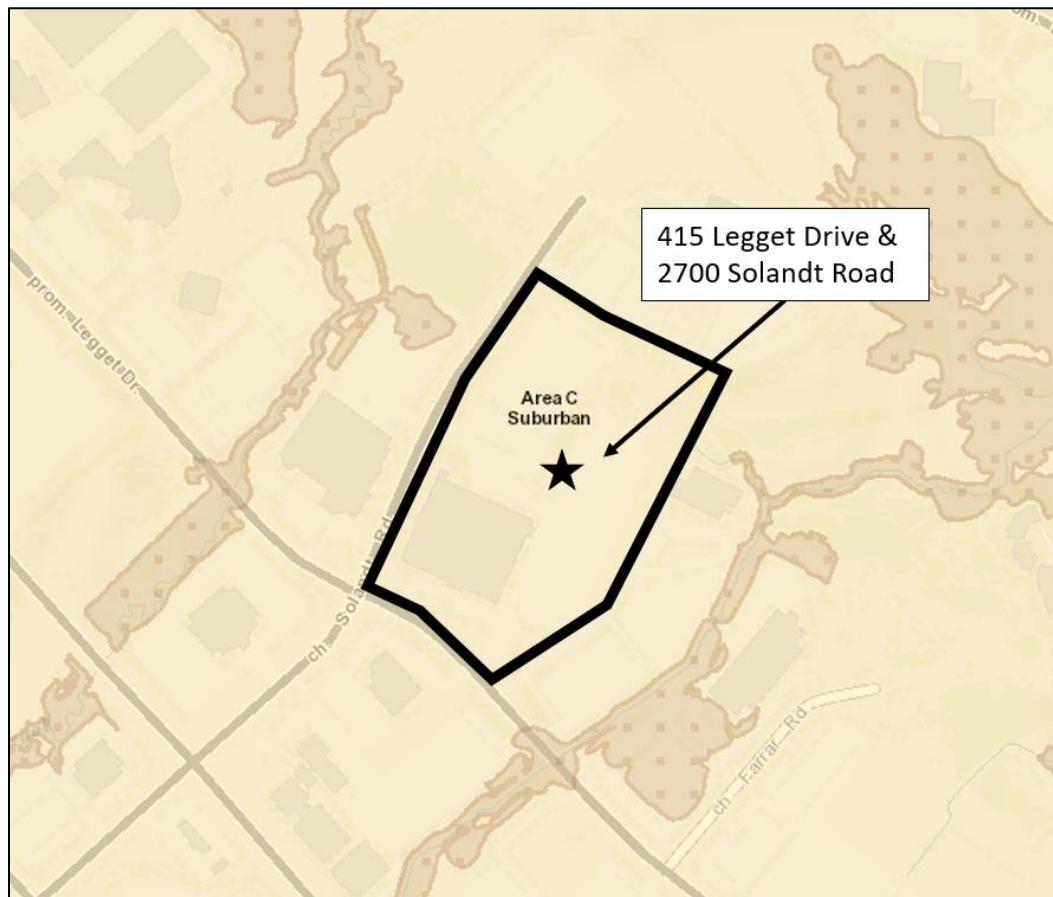 415 Legget Drive &
2700 Solandt Road
prom. Legget Dr.
Area C
Suburban
ch. Solandt Rd
ch. Farrar Rd